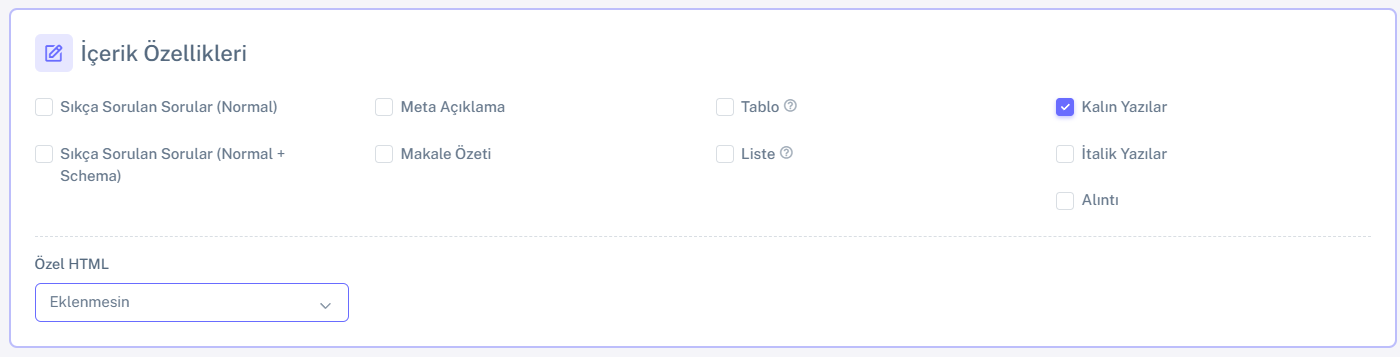 İçerik Özellikleri
Sıkça Sorulan Sorular (Normal)
Meta Açıklama
Tablo
Kalın Yazılar
Sıkça Sorulan Sorular (Normal +
Schema)
Makale Özeti
Liste
İtalik Yazılar
Alıntı
Özel HTML
Eklenmesin